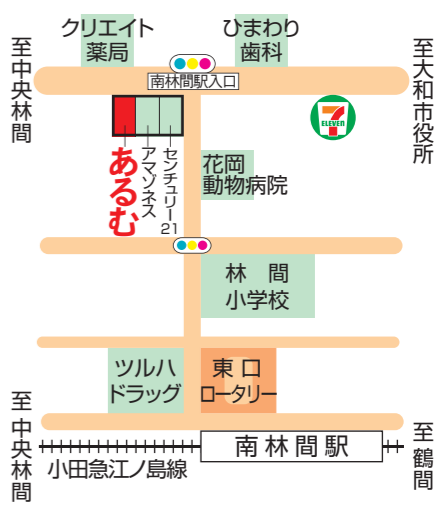 クリエイト
薬局
ひまわり
歯科
至中央林間
至大和市役所
南林間駅入口
7
ELEVEN
あるむ
アマゾネス
センチュリー21
花岡
動物病院
林間
小学校
ツルハ
ドラッグ
東口
ロータリー
至中央林間
南林間駅
至鶴間
小田急江ノ島線